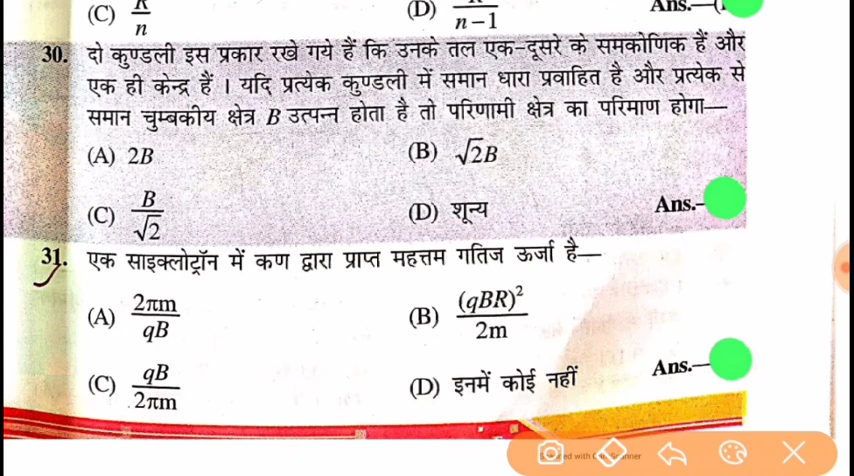 (C) R/n (D) /n−1 Ans.—(
30. दो कुण्डली इस प्रकार रखे गये हैं कि उनके तल एक-दूसरे के समकोणिक हैं और
एक ही केन्द्र हैं । यदि प्रत्येक कुण्डली में समान धारा प्रवाहित है और प्रत्येक से
समान चुम्बकीय क्षेत्र B उत्पन्न होता है तो परिणामी क्षेत्र का परिमाण होगा—
(A) 2B (B) √2B
(C) B/√2 (D) शून्य Ans.-
31. एक साइक्लोट्रॉन में कण द्वारा प्राप्त महत्तम गतिज ऊर्जा है—
(A) 2πm/qB (B) (qBR)²/2m
(C) qB/2πm (D) इनमें कोई नहीं Ans.—